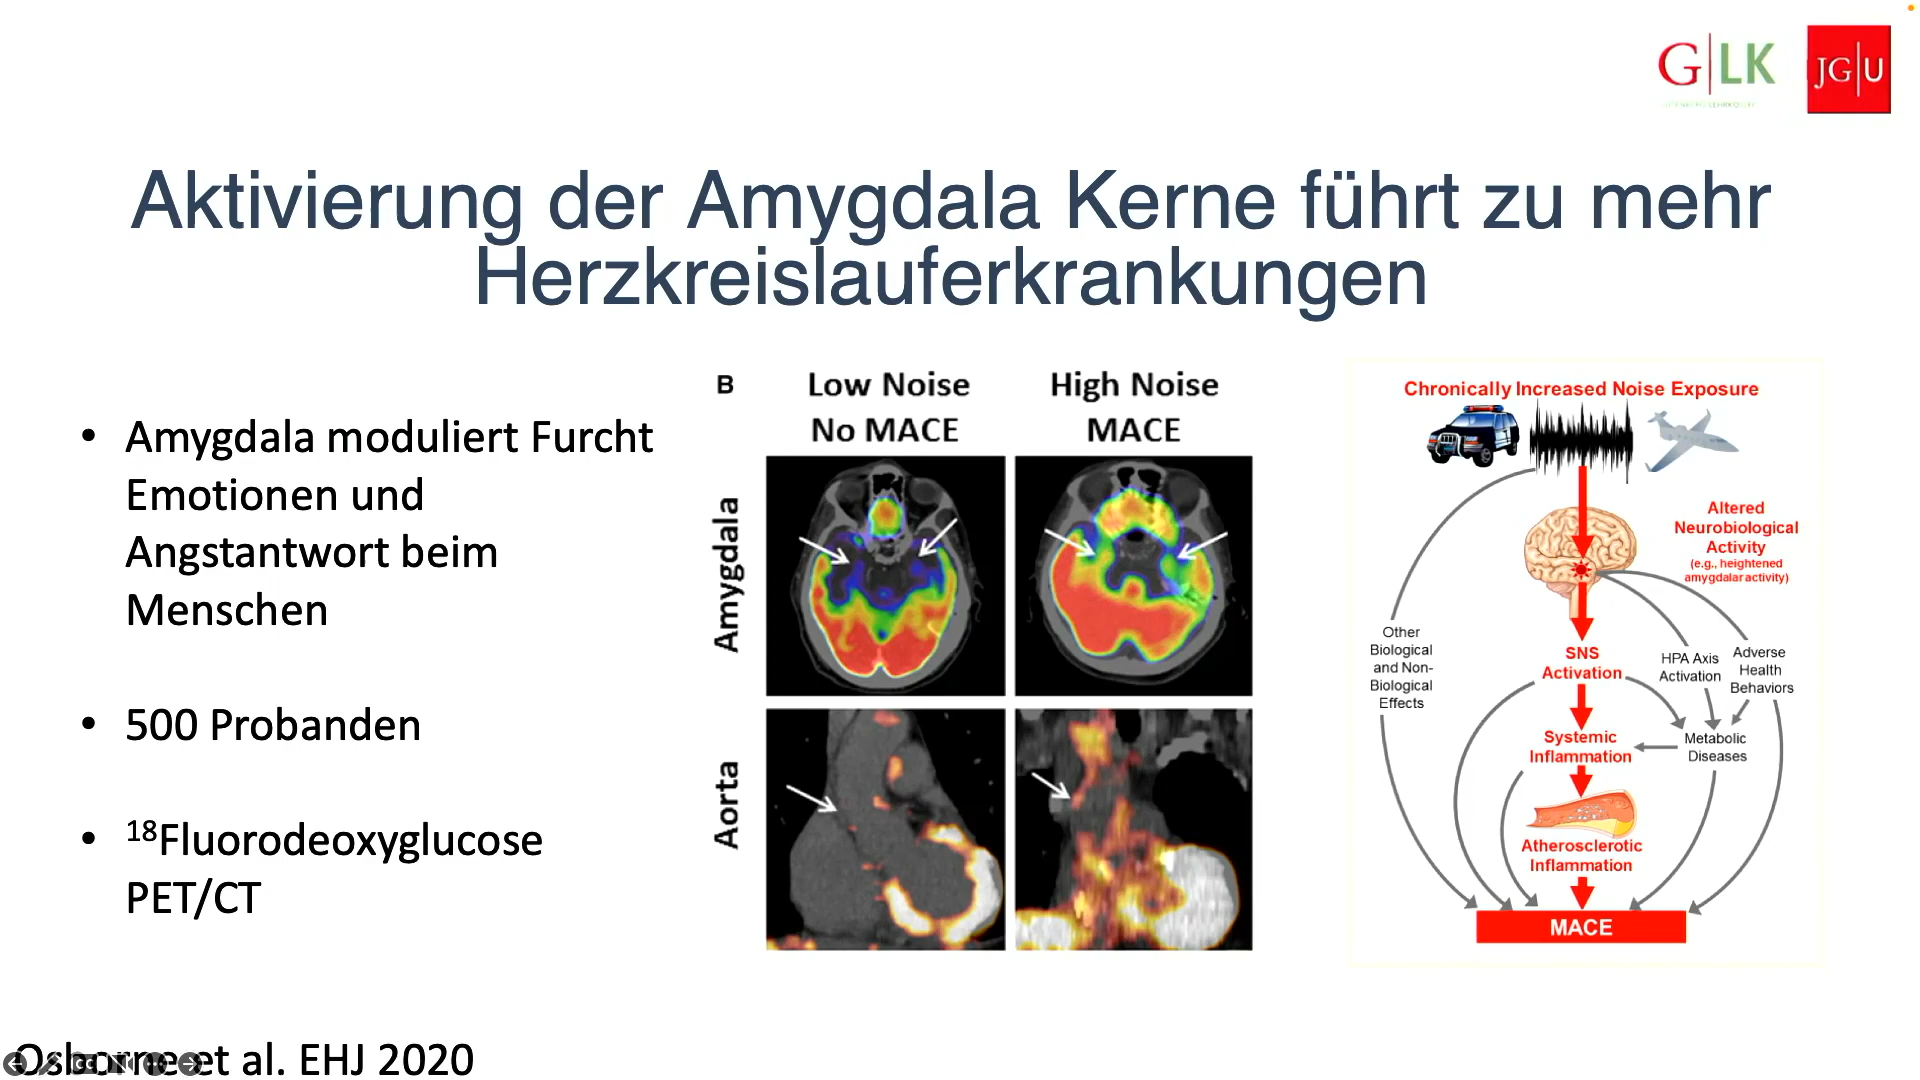 G|LK
JG|U
Aktivierung der Amygdala Kerne führt zu mehr
Herzkreislauferkrankungen
• Amygdala moduliert Furcht
Emotionen und
Angstantwort beim
Menschen
• 500 Probanden
• ¹⁸Fluorodeoxyglucose
PET/CT
B
Low Noise
No MACE
High Noise
MACE
Amygdala
Aorta
Chronically Increased Noise Exposure
Altered
Neurobiological
Activity
(e.g., heightened
amygdalar activity)
Other
Biological
and Non-
Biological
Effects
SNS
Activation
HPA Axis
Activation
Adverse
Health
Behaviors
Systemic
Inflammation
Metabolic
Diseases
Atherosclerotic
Inflammation
MACE
Osborne et al. EHJ 2020
CC